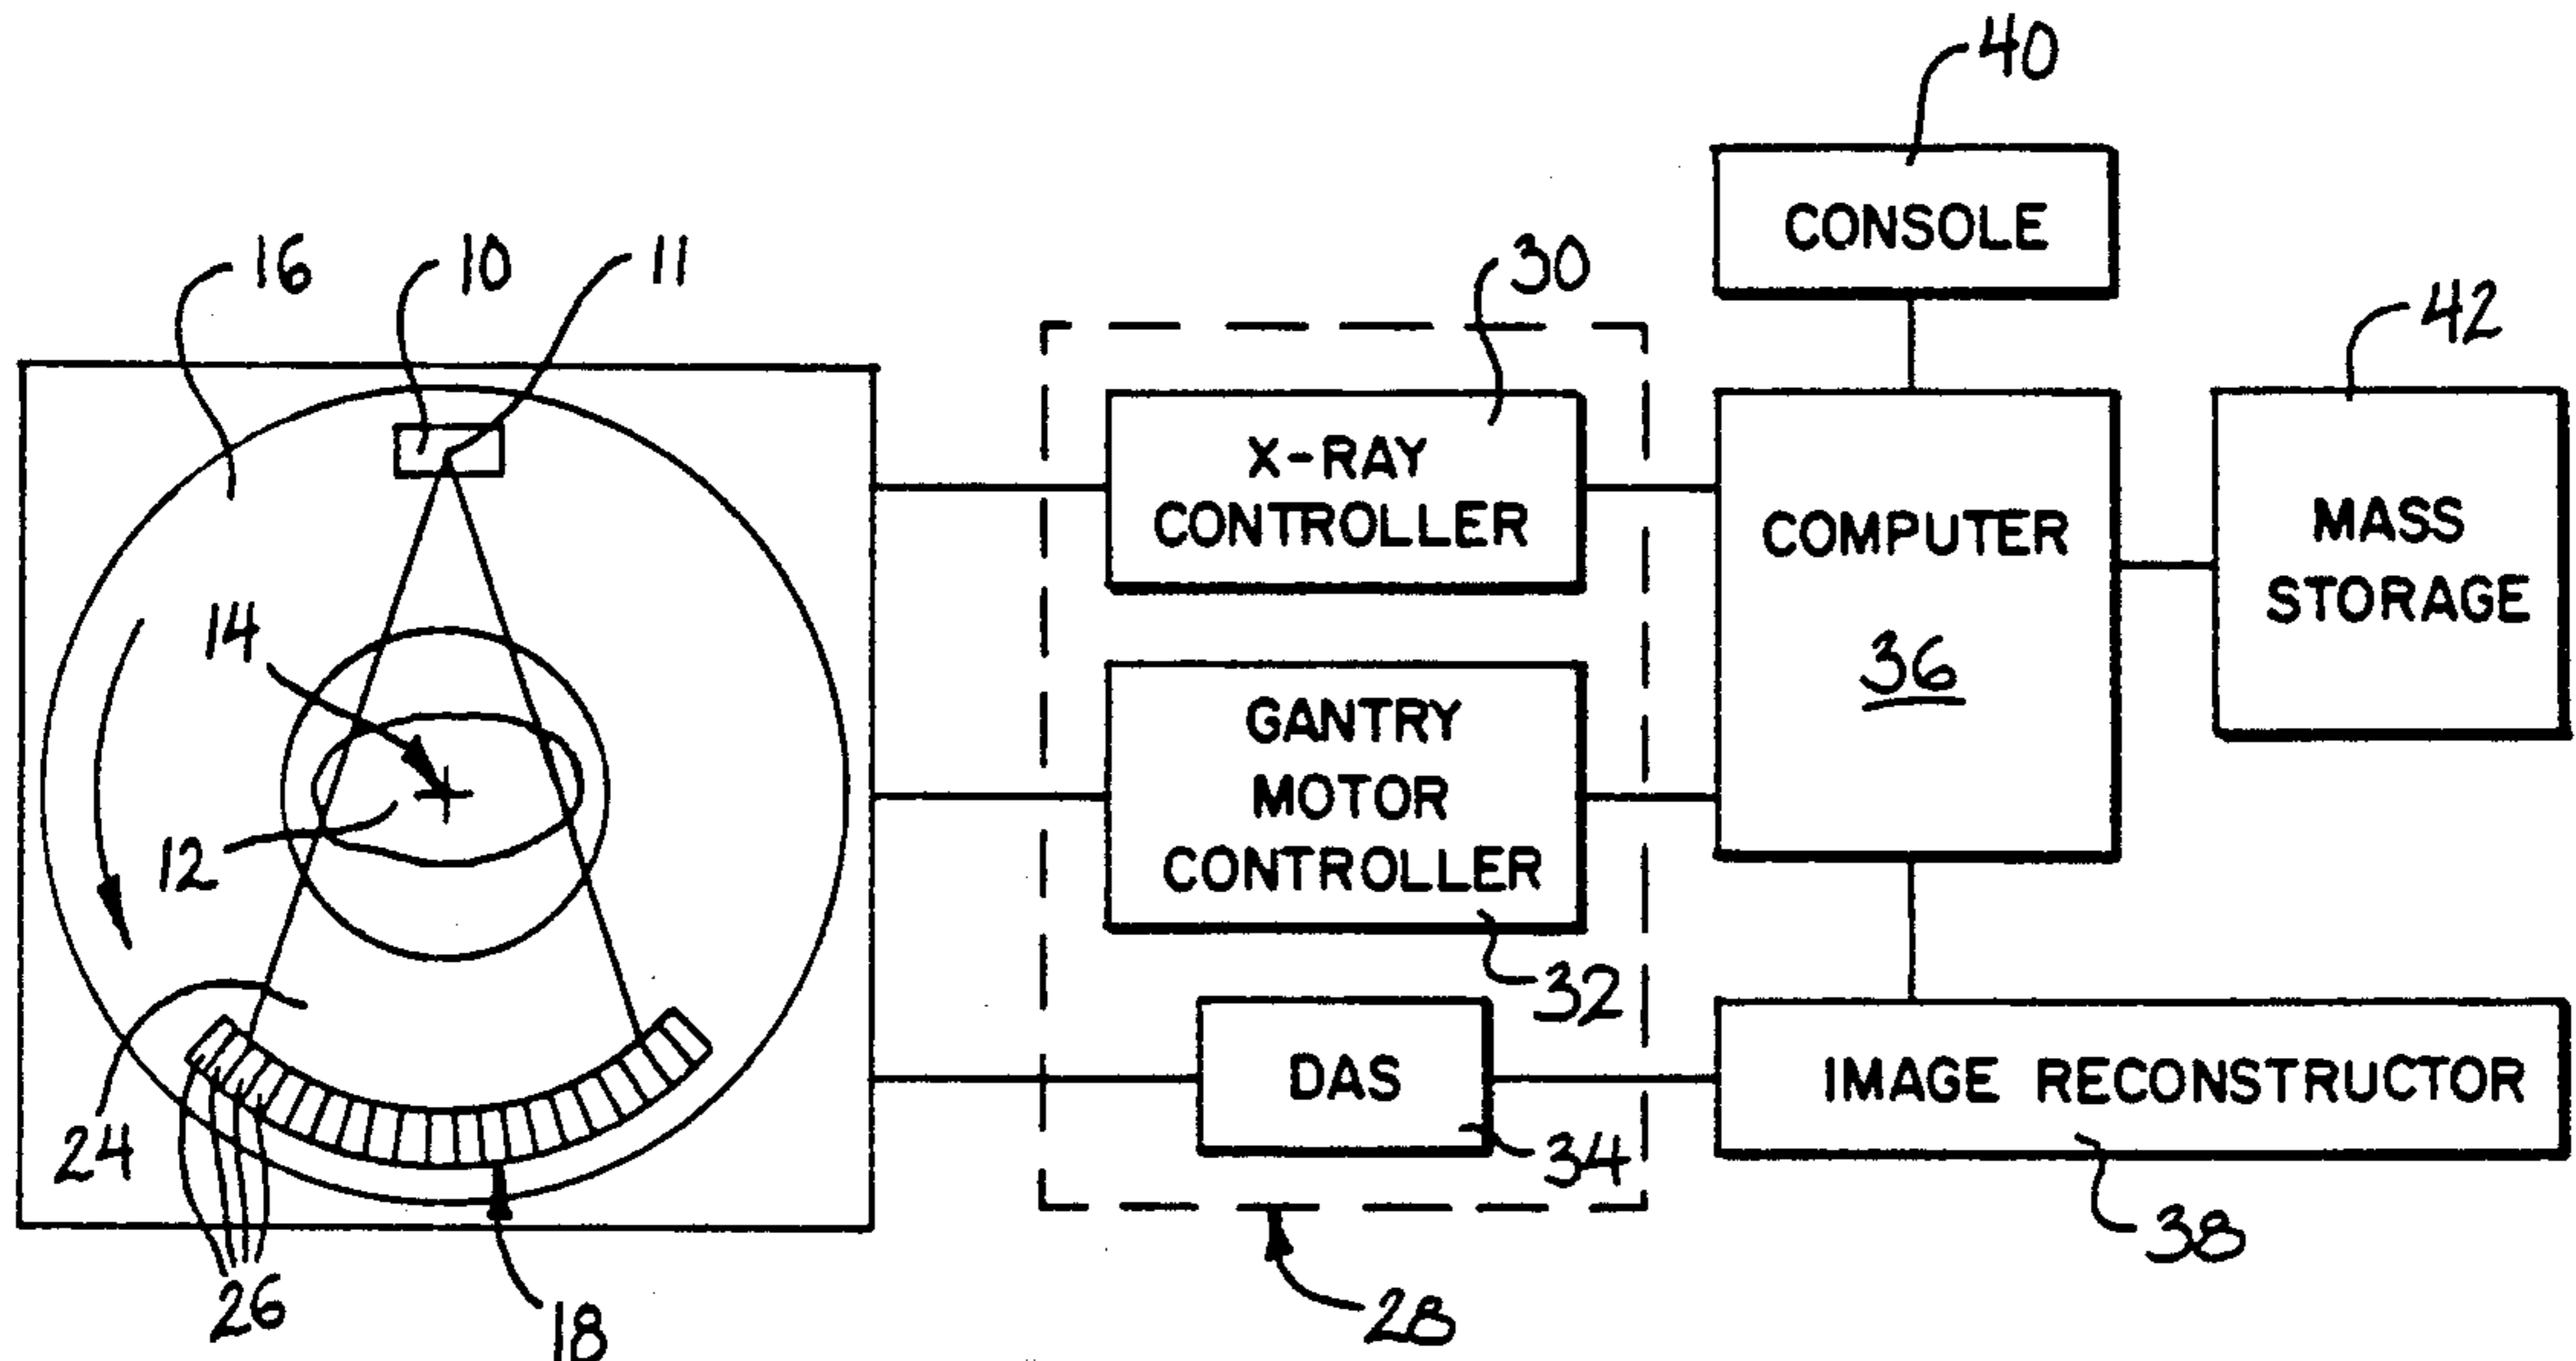 40
CONSOLE
16
10
11
30
42
X-RAY
CONTROLLER
COMPUTER
36
MASS
STORAGE
14
12
GANTRY
MOTOR
CONTROLLER
32
24
DAS
34
IMAGE RECONSTRUCTOR
38
26
18
28